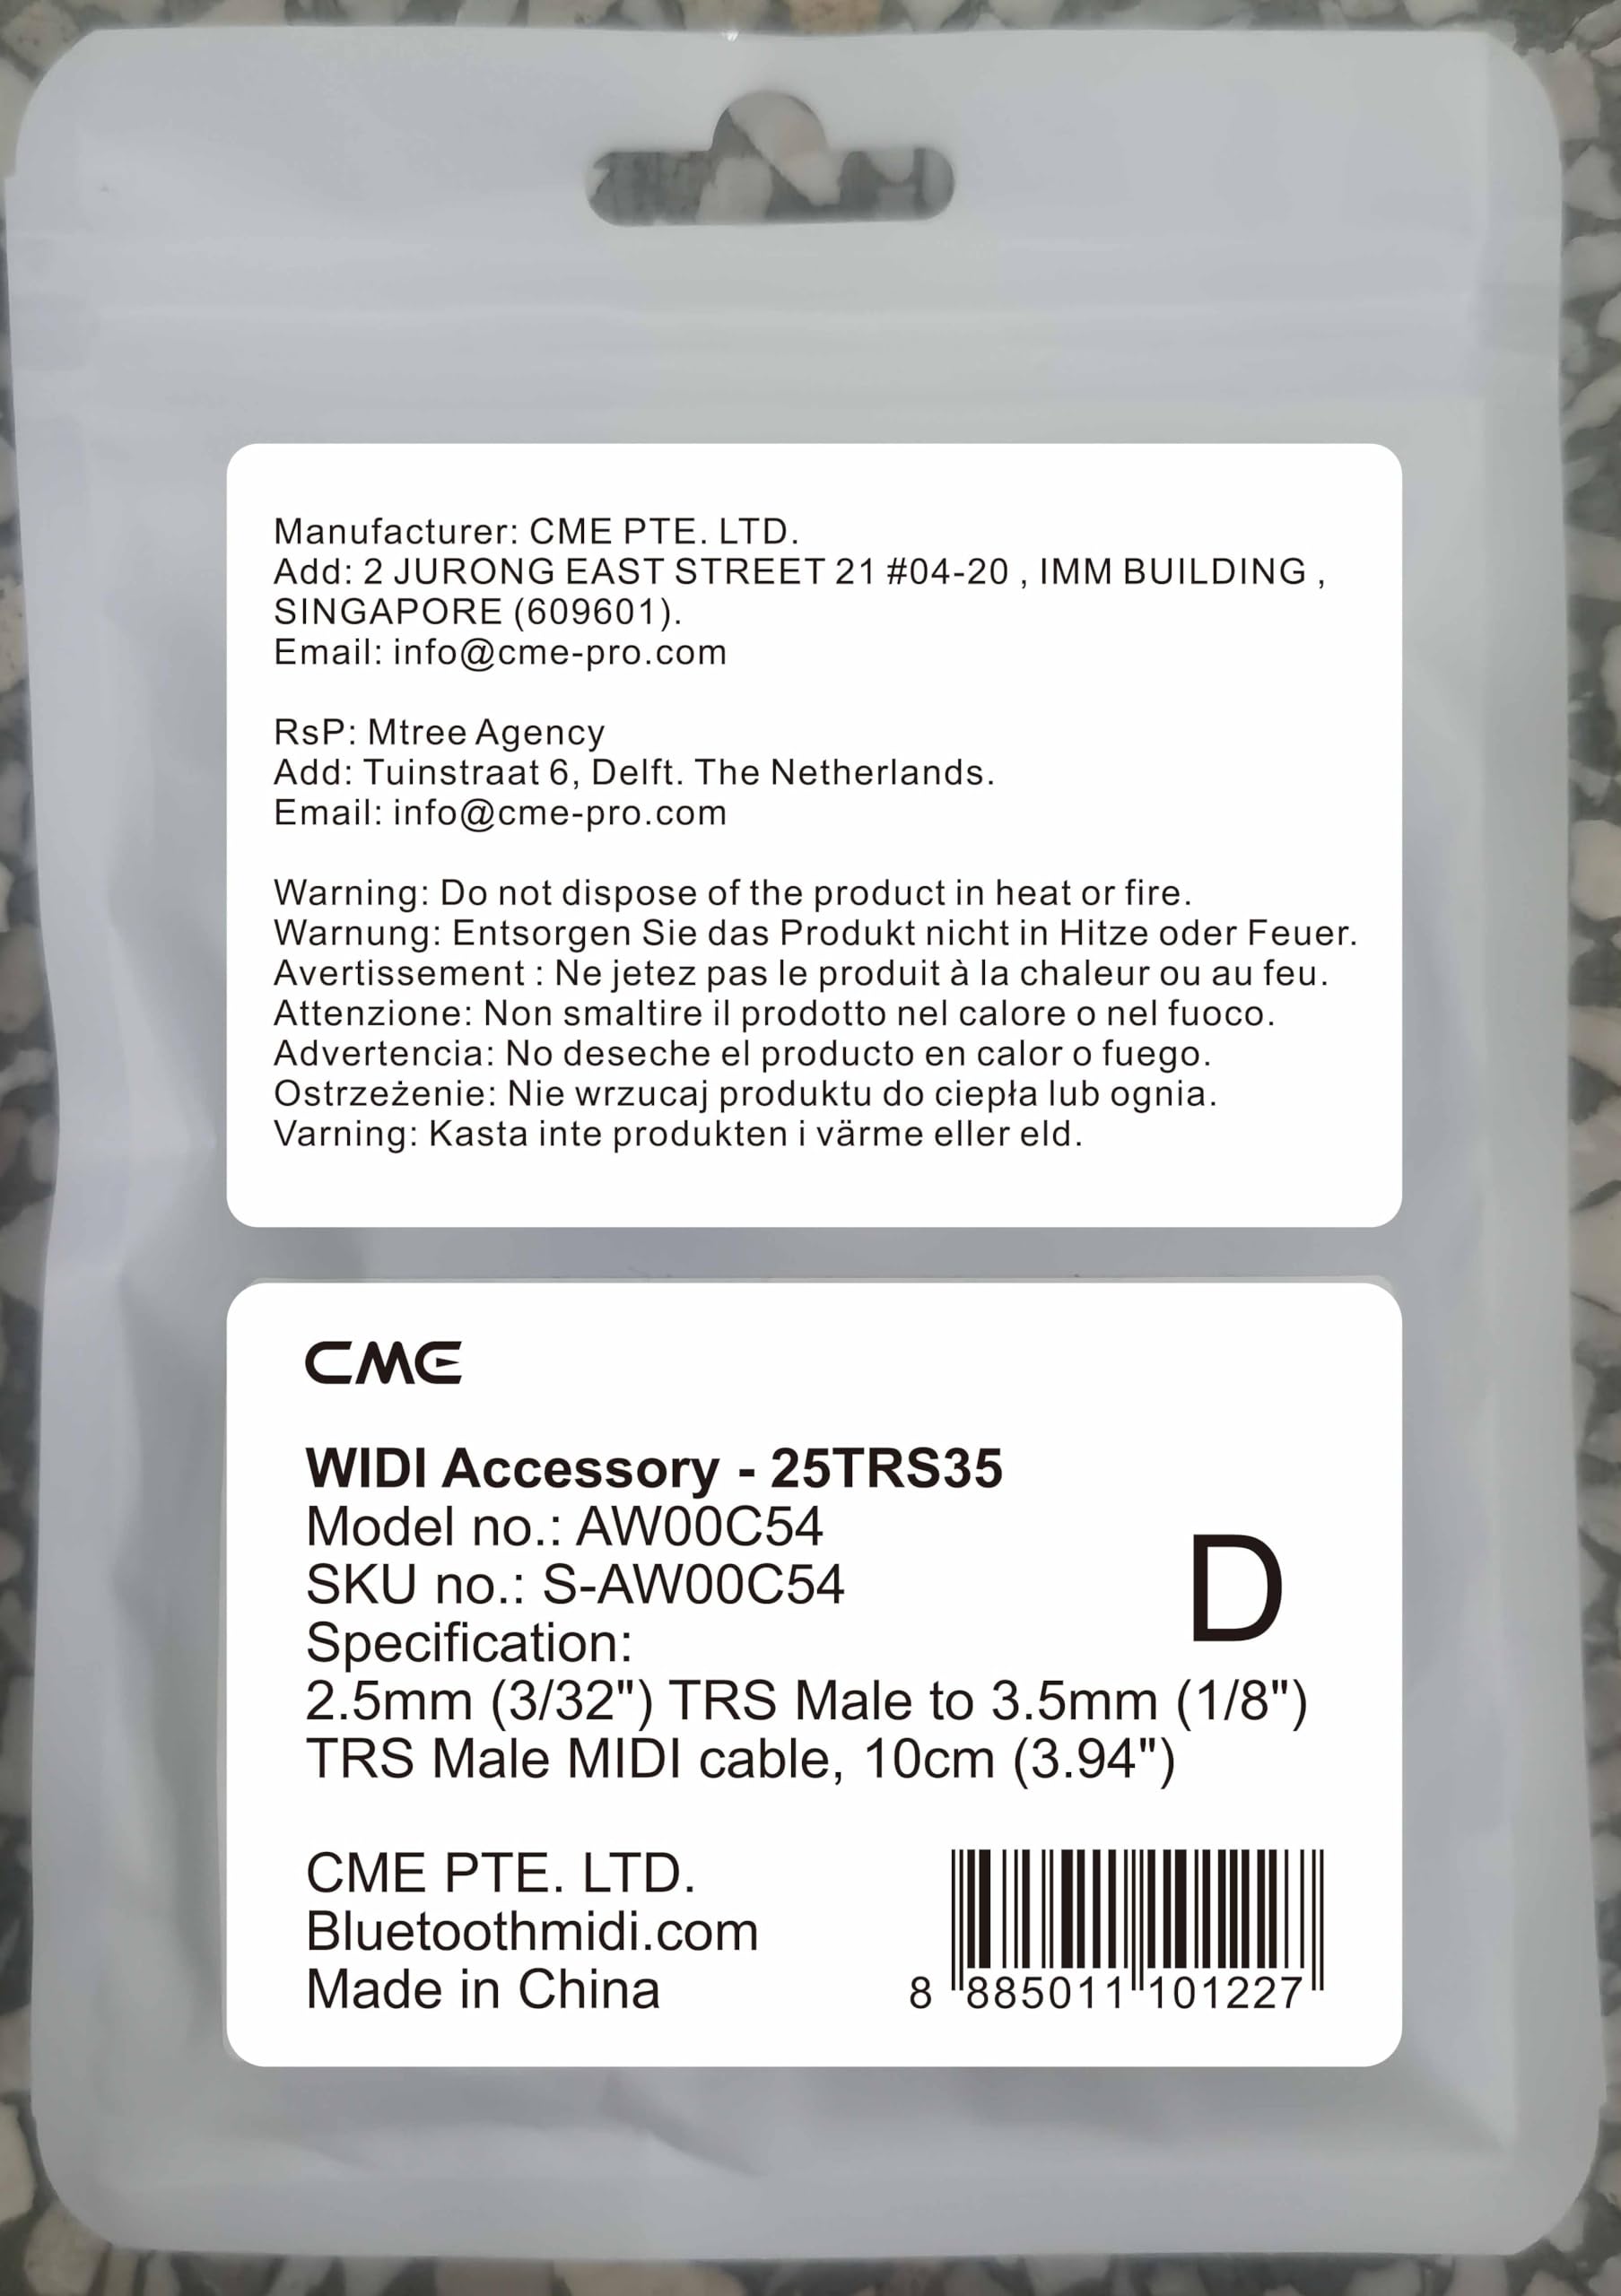 Manufacturer: CME PTE. LTD.
Add: 2 JURONG EAST STREET 21 #04-20 , IMM BUILDING ,
SINGAPORE (609601).
Email: info@cme-pro.com
RsP: Mtree Agency
Add: Tuinstraat 6, Delft. The Netherlands.
Email: info@cme-pro.com
Warning: Do not dispose of the product in heat or fire.
Warnung: Entsorgen Sie das Produkt nicht in Hitze oder Feuer.
Avertissement : Ne jetez pas le produit à la chaleur ou au feu.
Attenzione: Non smaltire il prodotto nel calore o nel fuoco.
Advertencia: No deseche el producto en calor o fuego.
Ostrzeżenie: Nie wrzucaj produktu do ciepła lub ognia.
Varning: Kasta inte produkten i värme eller eld.
CME
WIDI Accessory - 25TRS35
Model no.: AW00C54
SKU no.: S-AW00C54
D
Specification:
2.5mm (3/32") TRS Male to 3.5mm (1/8")
TRS Male MIDI cable, 10cm (3.94")
CME PTE. LTD.
Bluetoothmidi.com
Made in China
8 885011 101227